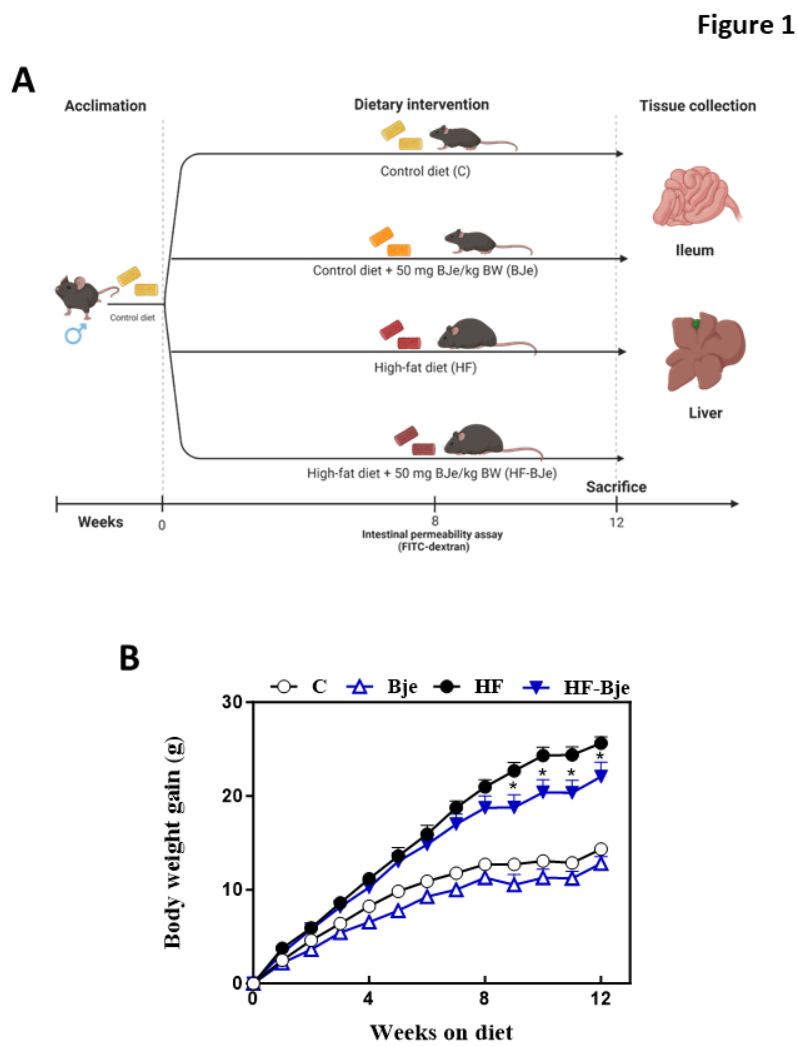 Figure 1
A
Acclimation
Dietary intervention
Tissue collection
Control diet (C)
Control diet + 50 mg BJe/kg BW (BJe)
Ileum
Control diet
High-fat diet (HF)
Liver
High-fat diet + 50 mg BJe/kg BW (HF-BJe)
Sacrifice
Weeks
0
8
12
Intestinal permeability assay
(FITC-dextran)
B
C Bje HF HF-Bje
30
20
10
0
Body weight gain (g)
* * * *
0 4 8 12
Weeks on diet